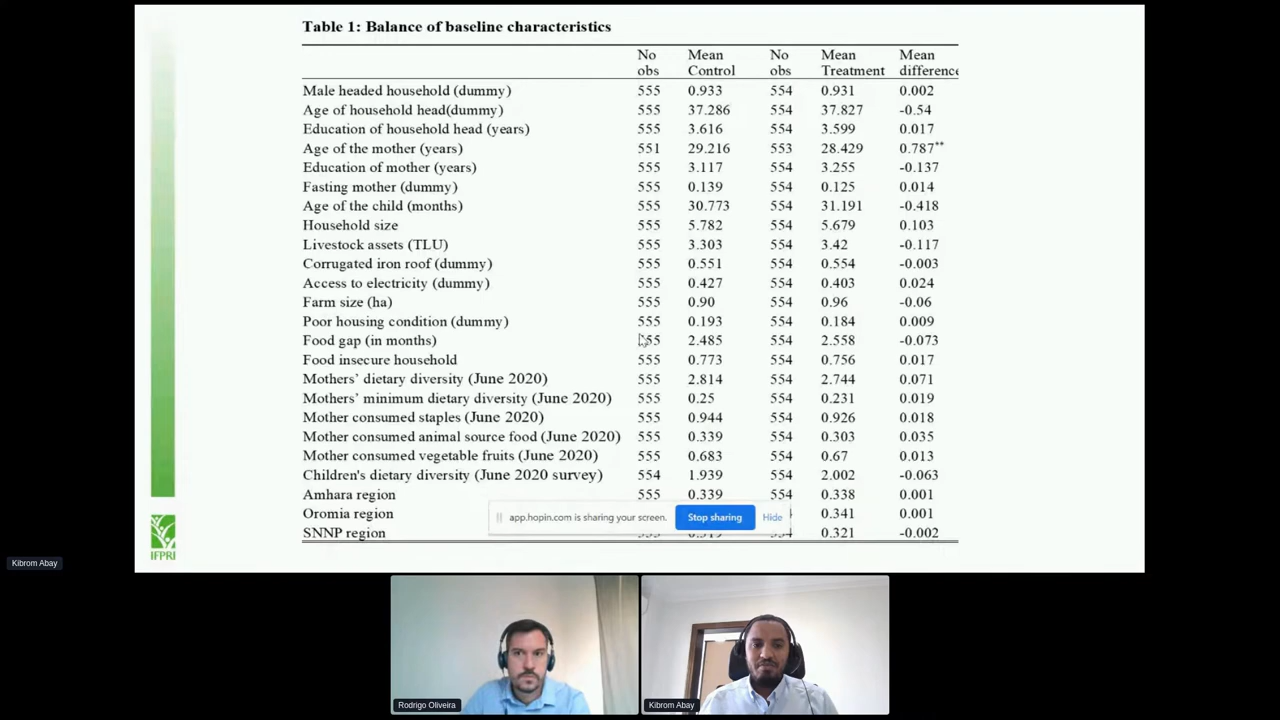 Table 1: Balance of baseline characteristics
No obs Mean Control No obs Mean Treatment Mean difference
Male headed household (dummy) 555 0.933 554 0.931 0.002
Age of household head(dummy) 555 37.286 554 37.827 -0.54
Education of household head (years) 555 3.616 554 3.599 0.017
Age of the mother (years) 551 29.216 553 28.429 0.787**
Education of mother (years) 555 3.117 554 3.255 -0.137
Fasting mother (dummy) 555 0.139 554 0.125 0.014
Age of the child (months) 555 30.773 554 31.191 -0.418
Household size 555 5.782 554 5.679 0.103
Livestock assets (TLU) 555 3.303 554 3.42 -0.117
Corrugated iron roof (dummy) 555 0.551 554 0.554 -0.003
Access to electricity (dummy) 555 0.427 554 0.403 0.024
Farm size (ha) 555 0.90 554 0.96 -0.06
Poor housing condition (dummy) 555 0.193 554 0.184 0.009
Food gap (in months) 555 2.485 554 2.558 -0.073
Food insecure household 555 0.773 554 0.756 0.017
Mothers' dietary diversity (June 2020) 555 2.814 554 2.744 0.071
Mothers' minimum dietary diversity (June 2020) 555 0.25 554 0.231 0.019
Mother consumed staples (June 2020) 555 0.944 554 0.926 0.018
Mother consumed animal source food (June 2020) 555 0.339 554 0.303 0.035
Mother consumed vegetable fruits (June 2020) 555 0.683 554 0.67 0.013
Children's dietary diversity (June 2020 survey) 554 1.939 554 2.002 -0.063
Amhara region 555 0.339 554 0.338 0.001
Oromia region 0.341 0.001
app.hopin.com is sharing your screen. Stop sharing Hide
SNNP region 0.321 -0.002
IFPRI
Kibrom Abay
Rodrigo Oliveira
Kibrom Abay